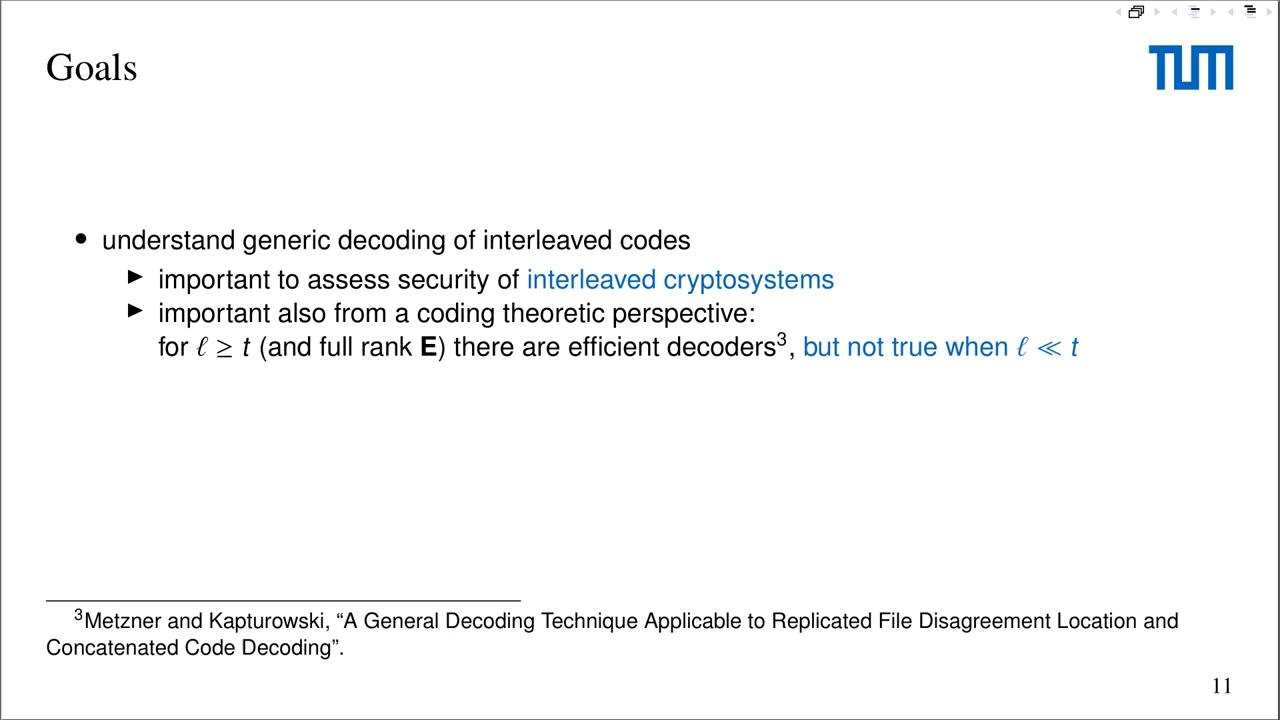 Goals
TUM
• understand generic decoding of interleaved codes
▶ important to assess security of interleaved cryptosystems
▶ important also from a coding theoretic perspective:
for ℓ ≥ t (and full rank E) there are efficient decoders³, but not true when ℓ ≪ t
³Metzner and Kapturowski, “A General Decoding Technique Applicable to Replicated File Disagreement Location and
Concatenated Code Decoding”.
11